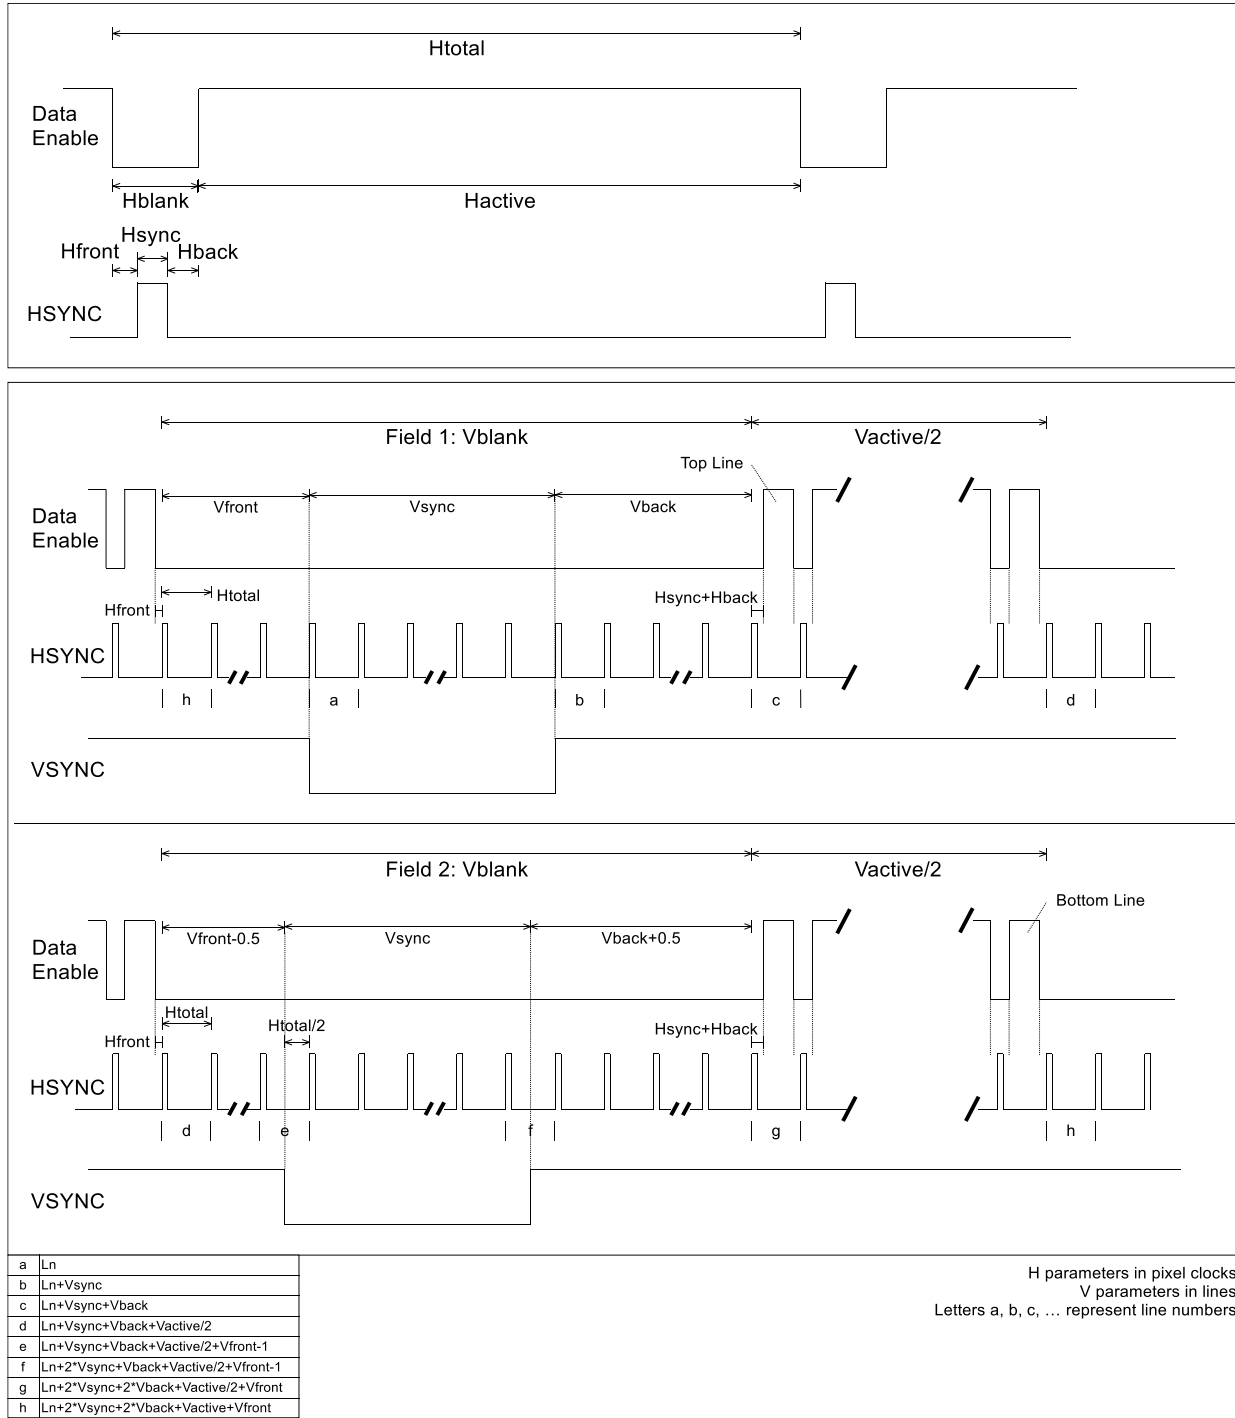 Htotal
Data
Enable
Hblank
Hactive
Hsync
Hfront
Hback
HSYNC
Field 1: Vblank
Vactive/2
Top Line
Vfront
Vsync
Vback
Data
Enable
Htotal
Hfront
Hsync+Hback
HSYNC
h
a
b
c
d
VSYNC
Field 2: Vblank
Vactive/2
Bottom Line
Vfront-0.5
Vsync
Vback+0.5
Data
Enable
Htotal
Htotal/2
Hfront
Hsync+Hback
HSYNC
d
e
f
g
h
VSYNC
a Ln
b Ln+Vsync
c Ln+Vsync+Vback
d Ln+Vsync+Vback+Vactive/2
e Ln+Vsync+Vback+Vactive/2+Vfront-1
f Ln+2*Vsync+Vback+Vactive/2+Vfront-1
g Ln+2*Vsync+2*Vback+Vactive/2+Vfront
h Ln+2*Vsync+2*Vback+Vactive+Vfront
H parameters in pixel clocks
V parameters in lines
Letters a, b, c, … represent line numbers